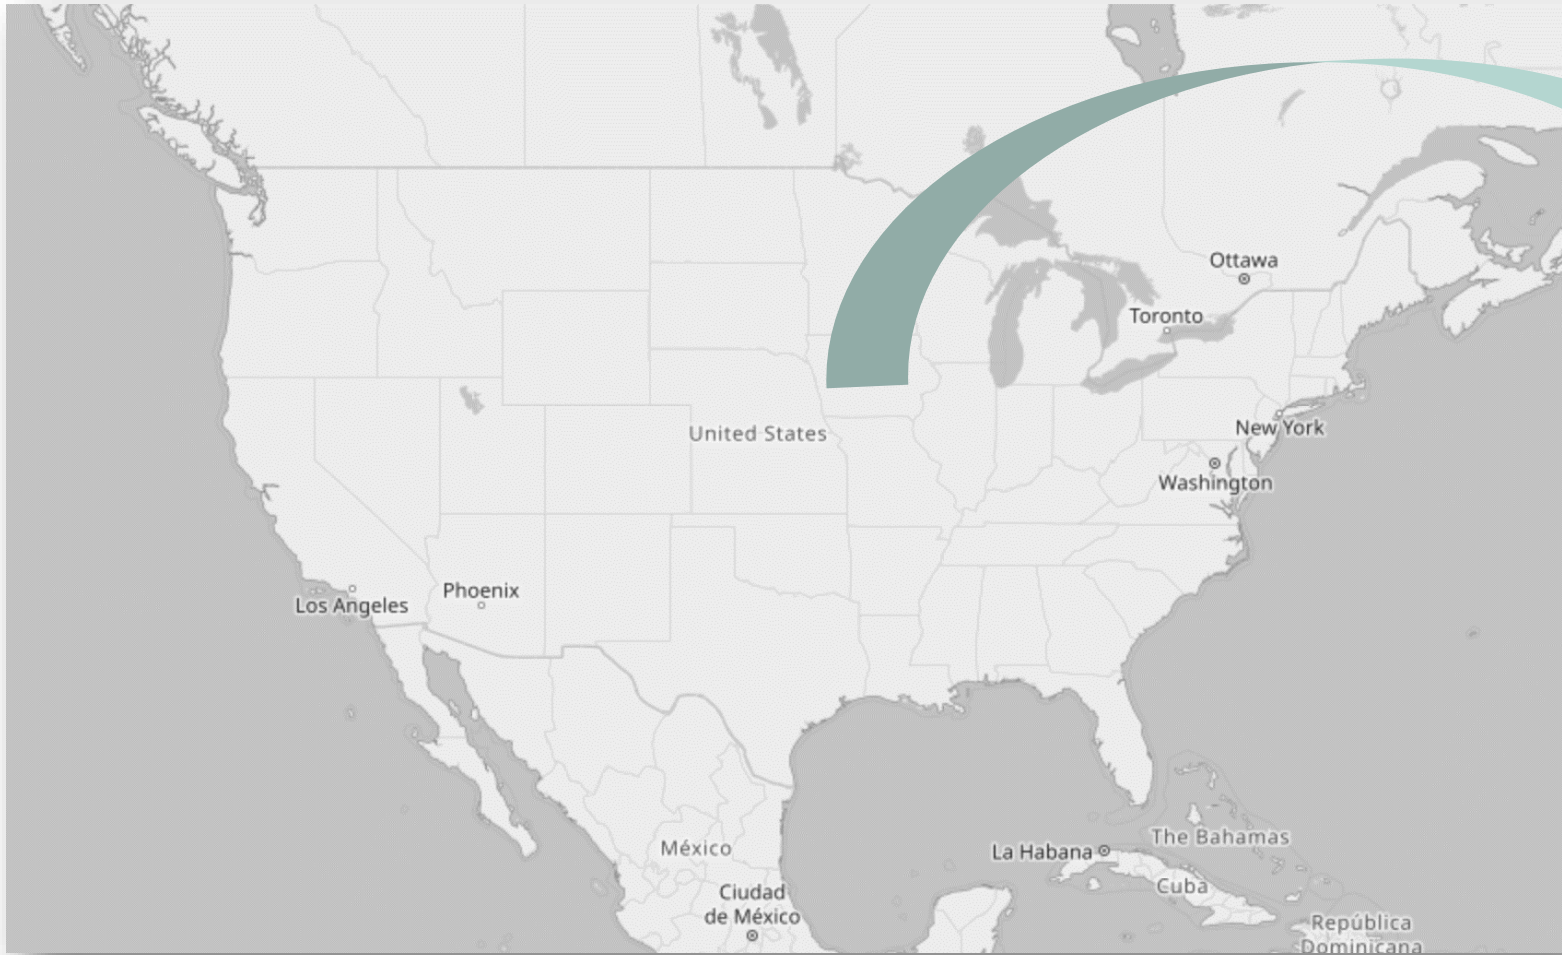 Ottawa
Toronto
New York
United States
Washington
Phoenix
Los Angeles
The Bahamas
México
La Habana
Cuba
Ciudad
de México
República
Dominicana